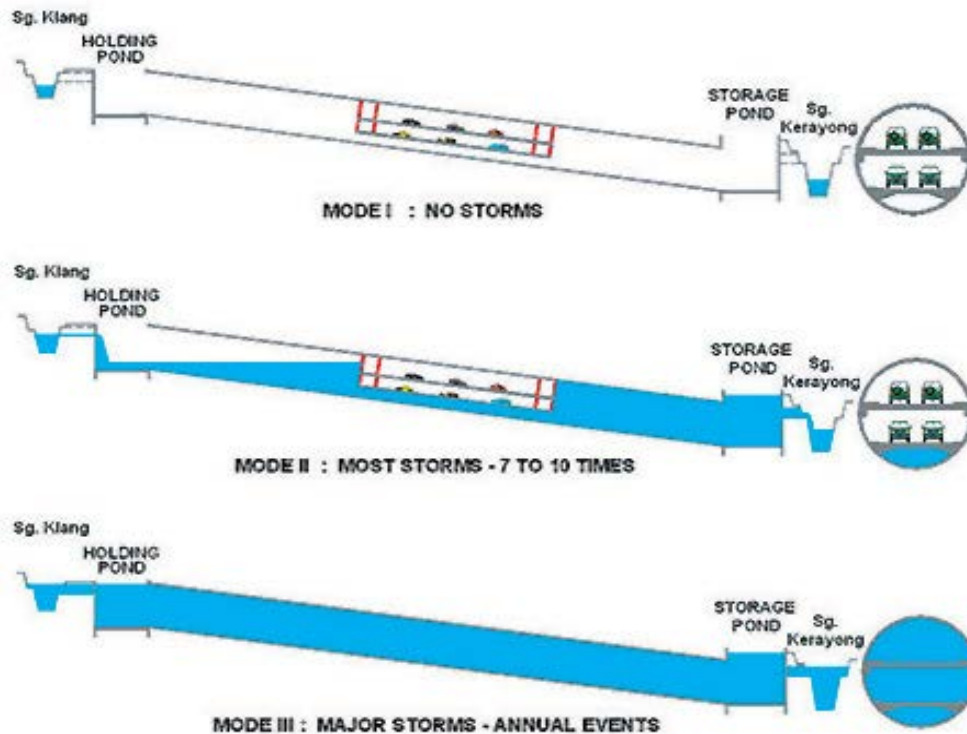 Sg. Klang
HOLDING
POND
STORAGE
POND
Sg.
Kerayong
MODE I : NO STORMS
Sg. Klang
HOLDING
POND
STORAGE
POND
Sg.
Kerayong
MODE II : MOST STORMS - 7 TO 10 TIMES
Sg. Klang
HOLDING
POND
STORAGE
POND
Sg.
Kerayong
MODE III : MAJOR STORMS - ANNUAL EVENTS